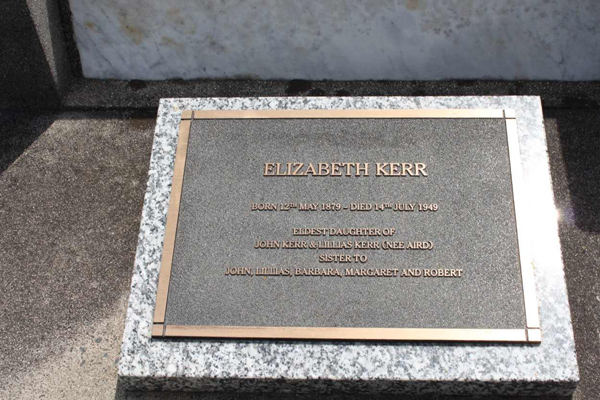 ELIZABETH KERR
BORN 12TH MAY 1879 – DIED 14TH JULY 1949
ELDEST DAUGHTER OF
JOHN KERR & LILLIAS KERR (NEE AIRD)
SISTER TO
JOHN, LILLIAS, BARBARA, MARGARET AND ROBERT